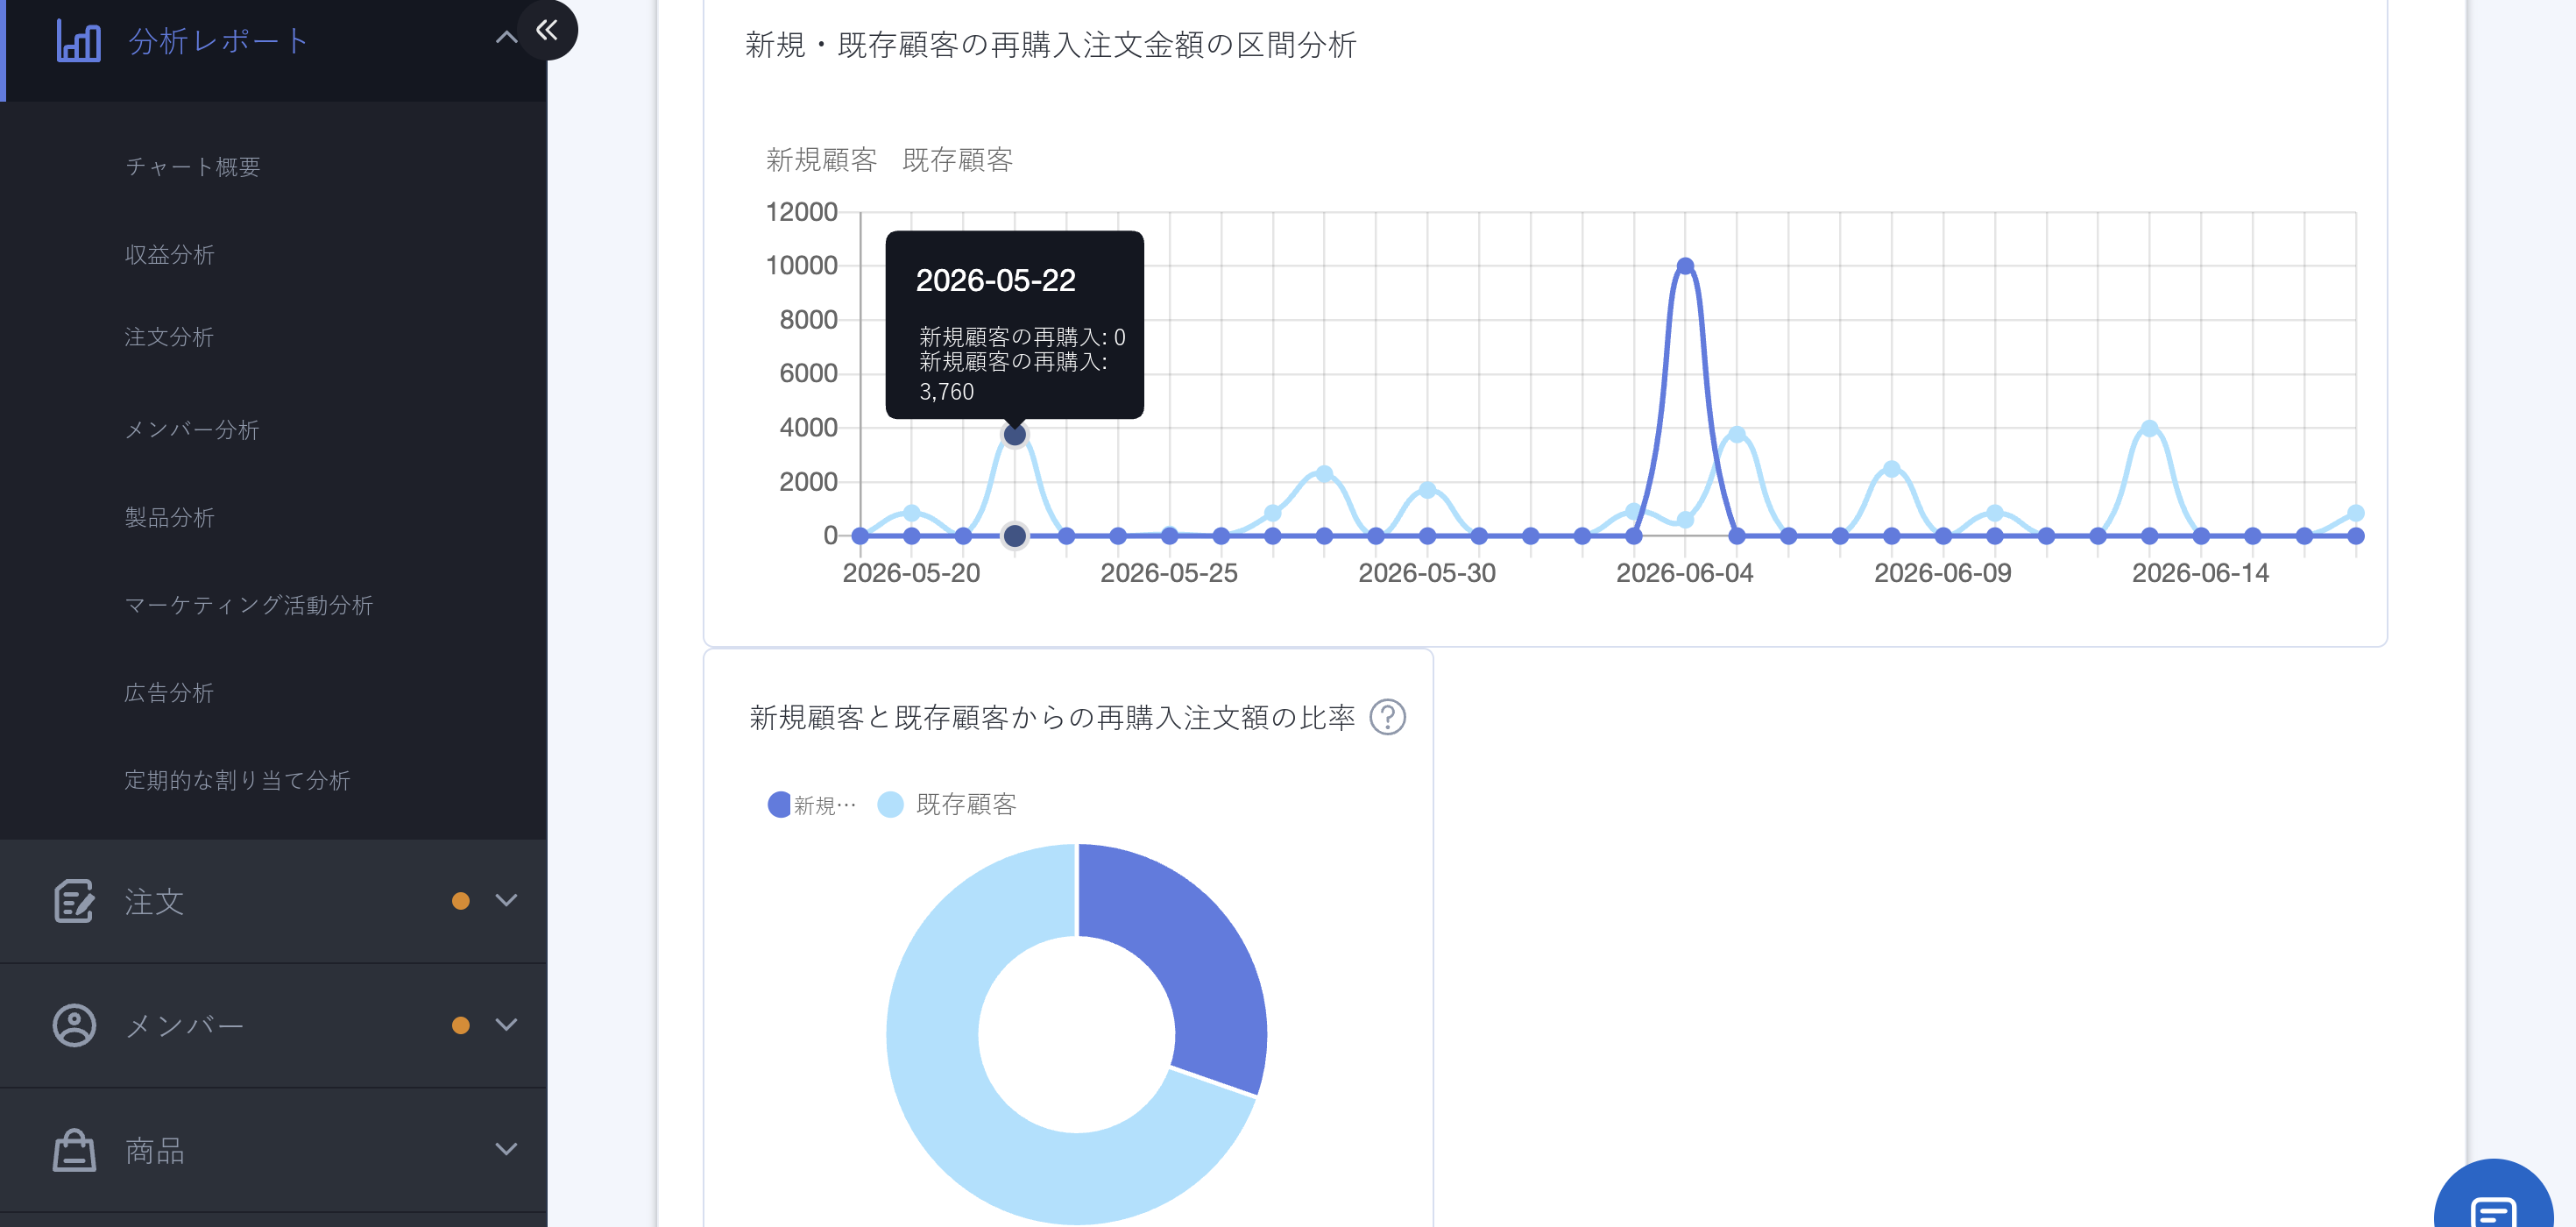 分析レポート
チャート概要
収益分析
注文分析
メンバー分析
製品分析
マーケティング活動分析
広告分析
定期的な割り当て分析
注文
メンバー
商品
新規・既存顧客の再購入注文金額の区間分析
新規顧客 既存顧客
12000
10000
8000
6000
4000
2000
0
2026-05-22
新規顧客の再購入: 0
新規顧客の再購入:
3,760
2026-05-20 2026-05-25 2026-05-30 2026-06-04 2026-06-09 2026-06-14
新規顧客と既存顧客からの再購入注文額の比率 ?
新規… 既存顧客